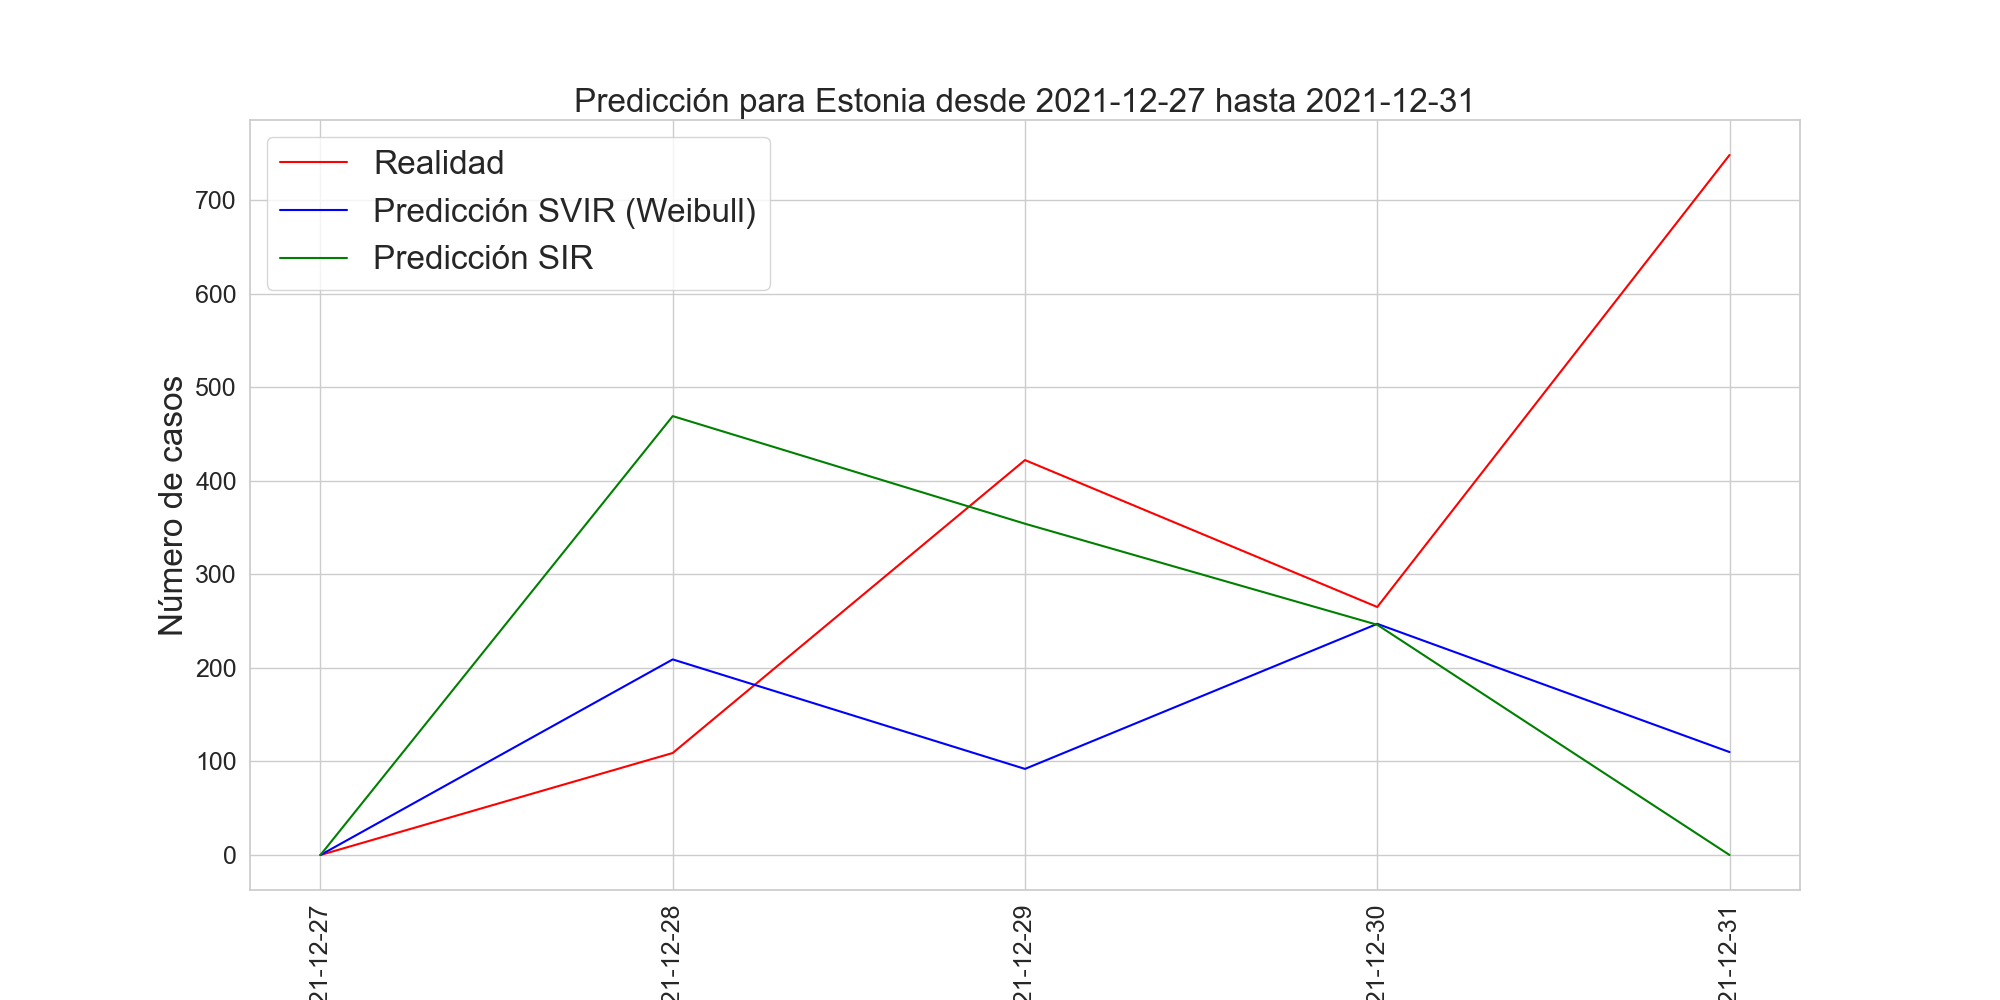 Predicción para Estonia desde 2021-12-27 hasta 2021-12-31
Realidad
Predicción SVIR (Weibull)
Predicción SIR
Número de casos
700
600
500
400
300
200
100
0
21-12-27
21-12-28
21-12-29
21-12-30
21-12-31